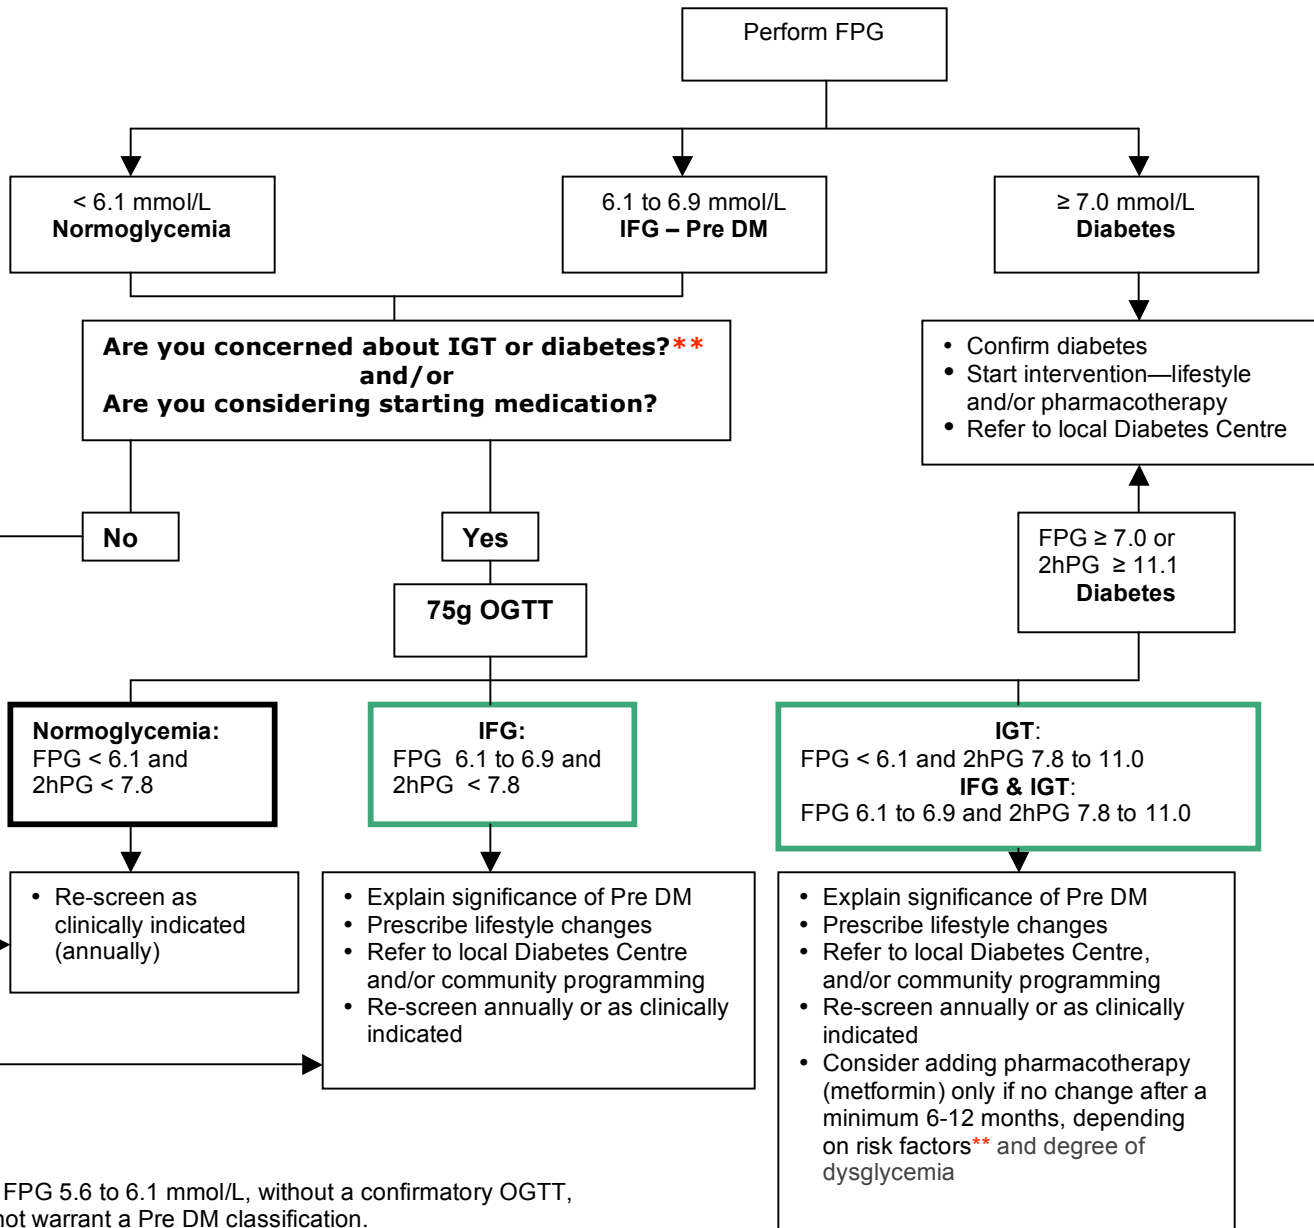 Perform FPG
< 6.1 mmol/L
Normoglycemia
6.1 to 6.9 mmol/L
IFG – Pre DM
≥ 7.0 mmol/L
Diabetes
Are you concerned about IGT or diabetes?**
and/or
Are you considering starting medication?
• Confirm diabetes
• Start intervention—lifestyle
and/or pharmacotherapy
• Refer to local Diabetes Centre
No
Yes
FPG ≥ 7.0 or
2hPG ≥ 11.1
Diabetes
75g OGTT
Normoglycemia:
FPG < 6.1 and
2hPG < 7.8
IFG:
FPG 6.1 to 6.9 and
2hPG < 7.8
IGT:
FPG < 6.1 and 2hPG 7.8 to 11.0
IFG & IGT:
FPG 6.1 to 6.9 and 2hPG 7.8 to 11.0
• Re-screen as
clinically indicated
(annually)
• Explain significance of Pre DM
• Prescribe lifestyle changes
• Refer to local Diabetes Centre
and/or community programming
• Re-screen annually or as clinically
indicated
• Explain significance of Pre DM
• Prescribe lifestyle changes
• Refer to local Diabetes Centre,
and/or community programming
• Re-screen annually or as clinically
indicated
• Consider adding pharmacotherapy
(metformin) only if no change after a
minimum 6-12 months, depending
on risk factors** and degree of
dysglycemia
FPG 5.6 to 6.1 mmol/L, without a confirmatory OGTT,
not warrant a Pre DM classification.